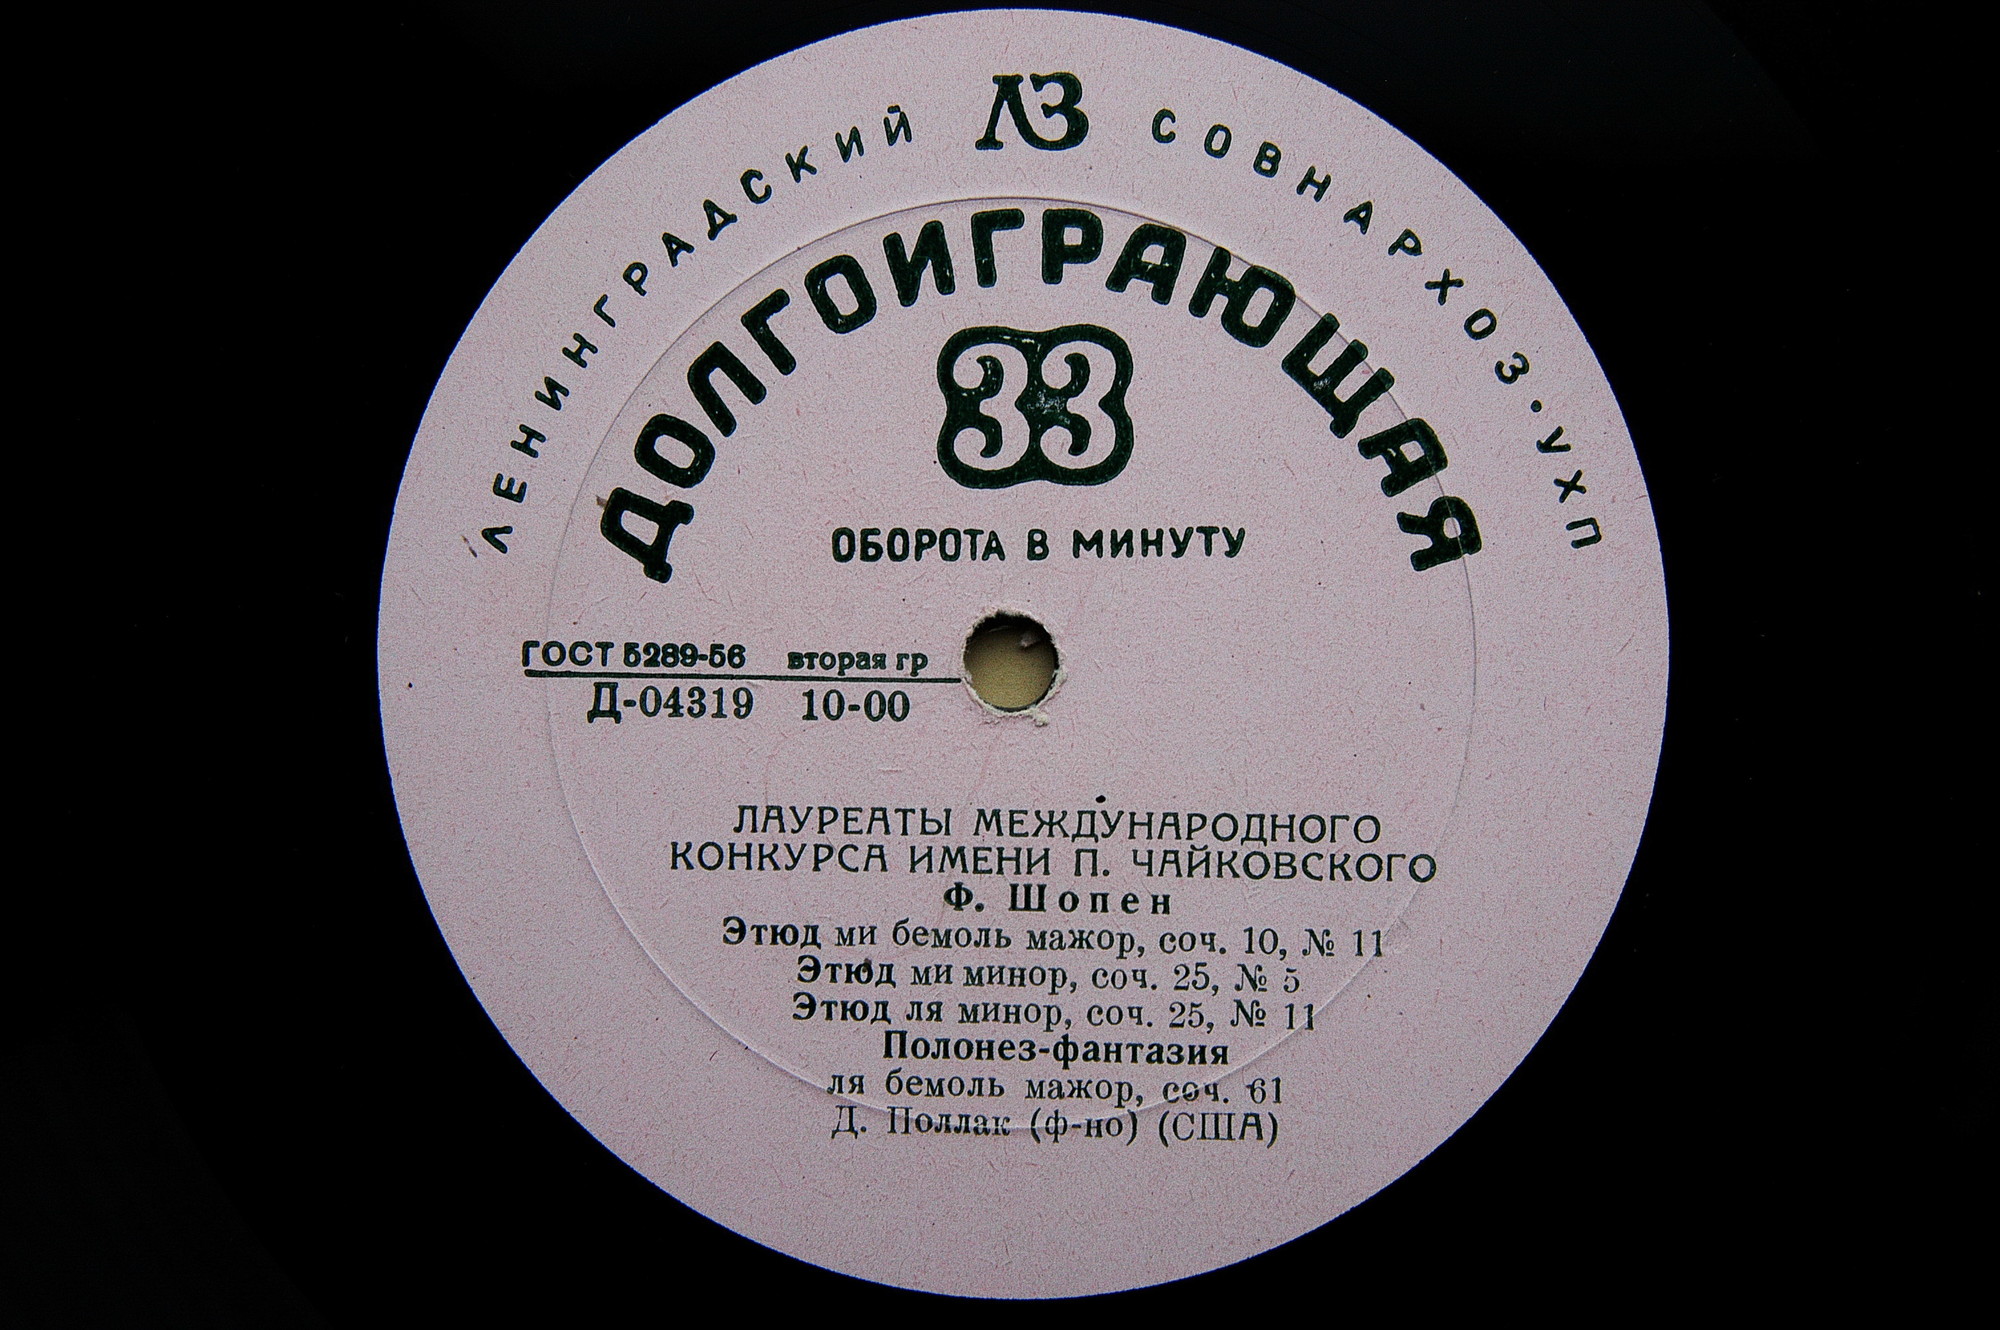 ЛЕНИНГРАДСКИЙ ЛЗ СОВНАРХОЗ·УХП
ДОЛГОИГРАЮЩАЯ
33
ОБОРОТА В МИНУТУ
ГОСТ 5289-56 вторая гр
Д-04319 10-00
ЛАУРЕАТЫ МЕЖДУНАРОДНОГО
КОНКУРСА ИМЕНИ П. ЧАЙКОВСКОГО
Ф. Шопен
Этюд ми бемоль мажор, соч. 10, № 11
Этюд ми минор, соч. 25, № 5
Этюд ля минор, соч. 25, № 11
Полонез-фантазия
ля бемоль мажор, соч. 61
Д. Поллак (ф-но) (США)